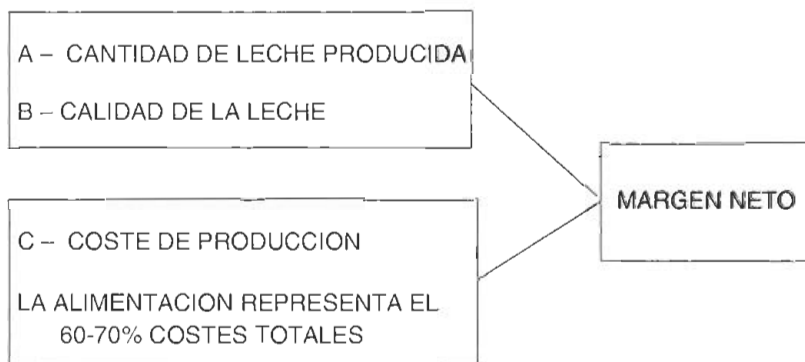 A – CANTIDAD DE LECHE PRODUCIDA
B – CALIDAD DE LA LECHE
MARGEN NETO
C – COSTE DE PRODUCCION
LA ALIMENTACION REPRESENTA EL
60-70% COSTES TOTALES